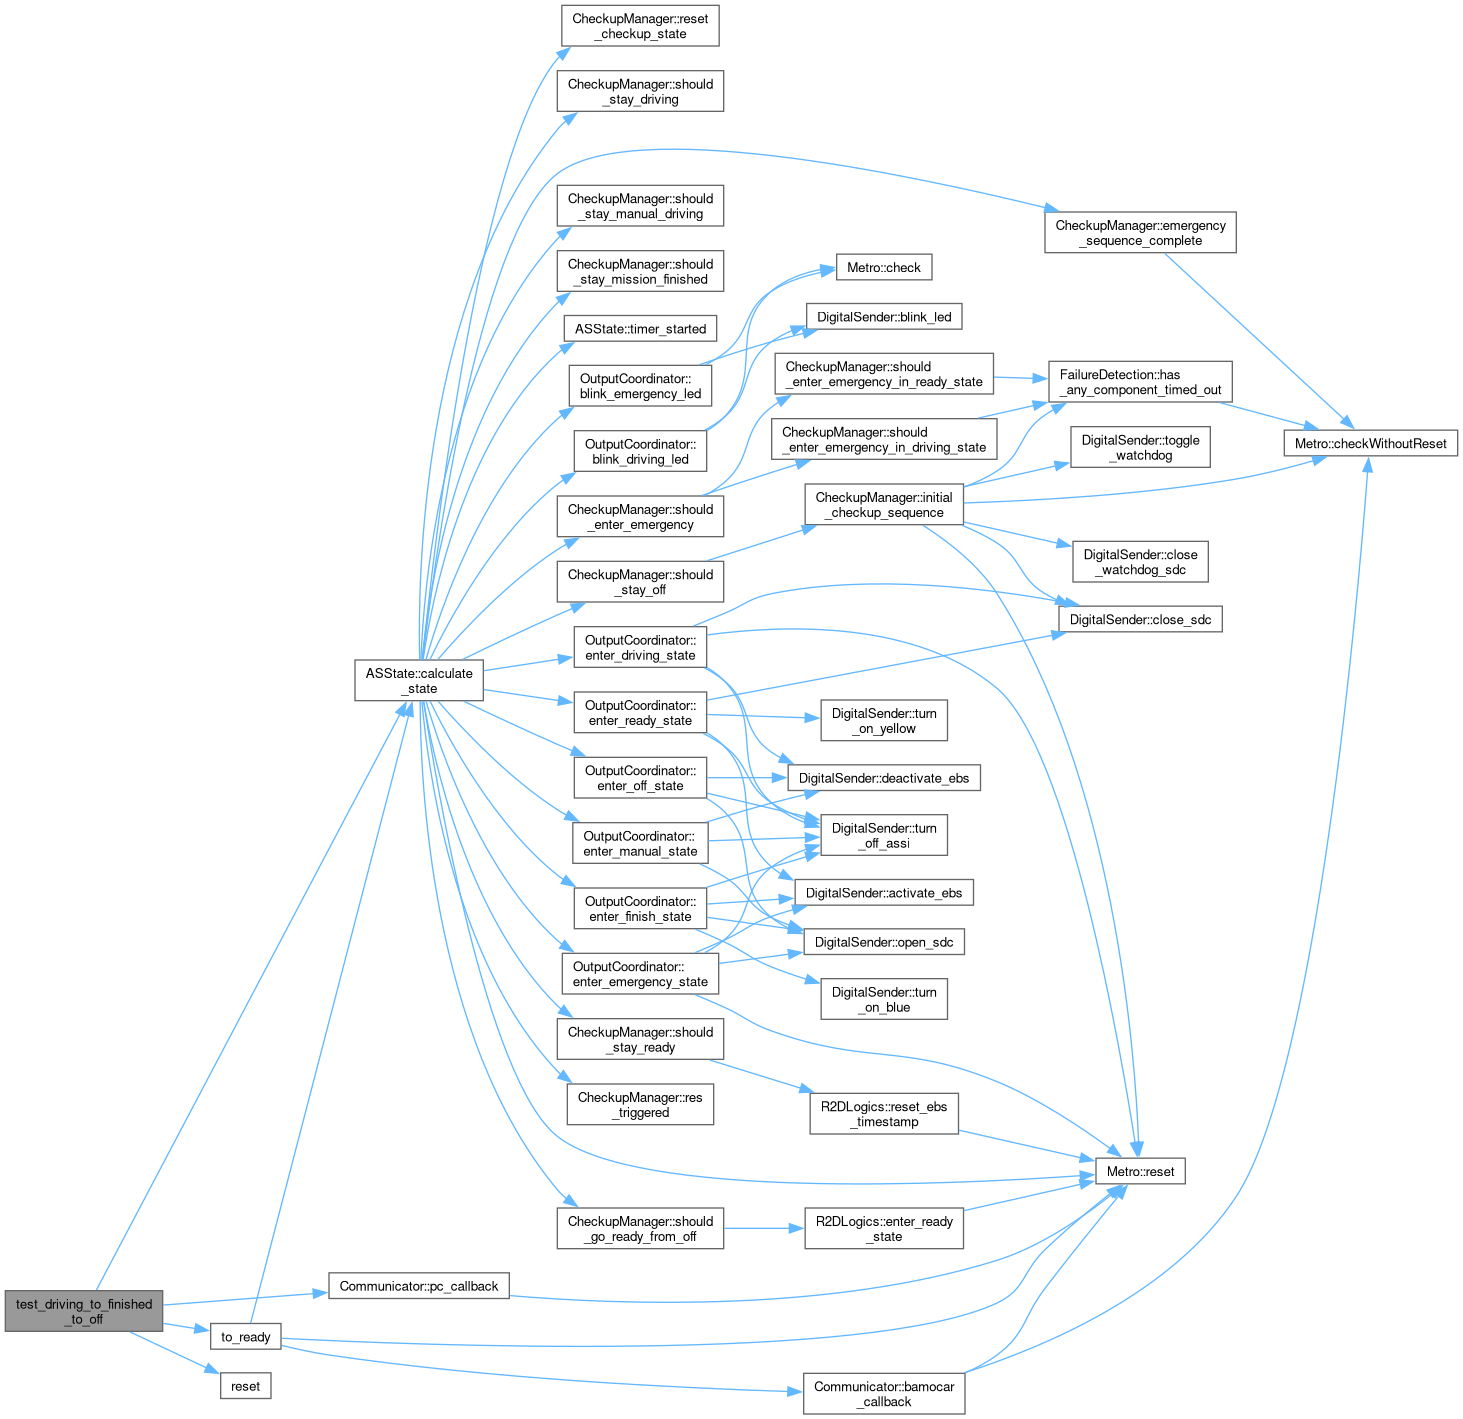 CheckupManager::reset
_checkup_state
CheckupManager::should
_stay_driving
CheckupManager::should
_stay_manual_driving
CheckupManager::emergency
_sequence_complete
CheckupManager::should
_stay_mission_finished
Metro::check
ASState::timer_started
DigitalSender::blink_led
OutputCoordinator::
blink_emergency_led
CheckupManager::should
_enter_emergency_in_ready_state
FailureDetection::has
_any_component_timed_out
OutputCoordinator::
blink_driving_led
CheckupManager::should
_enter_emergency_in_driving_state
DigitalSender::toggle
_watchdog
Metro::checkWithoutReset
CheckupManager::should
_enter_emergency
CheckupManager::initial
_checkup_sequence
DigitalSender::close
_watchdog_sdc
CheckupManager::should
_stay_off
DigitalSender::close_sdc
OutputCoordinator::
enter_driving_state
ASState::calculate
_state
OutputCoordinator::
enter_ready_state
DigitalSender::turn
_on_yellow
OutputCoordinator::
enter_off_state
DigitalSender::deactivate_ebs
OutputCoordinator::
enter_manual_state
DigitalSender::turn
_off_assi
OutputCoordinator::
enter_finish_state
DigitalSender::activate_ebs
DigitalSender::open_sdc
OutputCoordinator::
enter_emergency_state
DigitalSender::turn
_on_blue
CheckupManager::should
_stay_ready
CheckupManager::res
_triggered
R2DLogics::reset_ebs
_timestamp
Metro::reset
CheckupManager::should
_go_ready_from_off
R2DLogics::enter_ready
_state
Communicator::pc_callback
test_driving_to_finished
_to_off
to_ready
reset
Communicator::bamocar
_callback